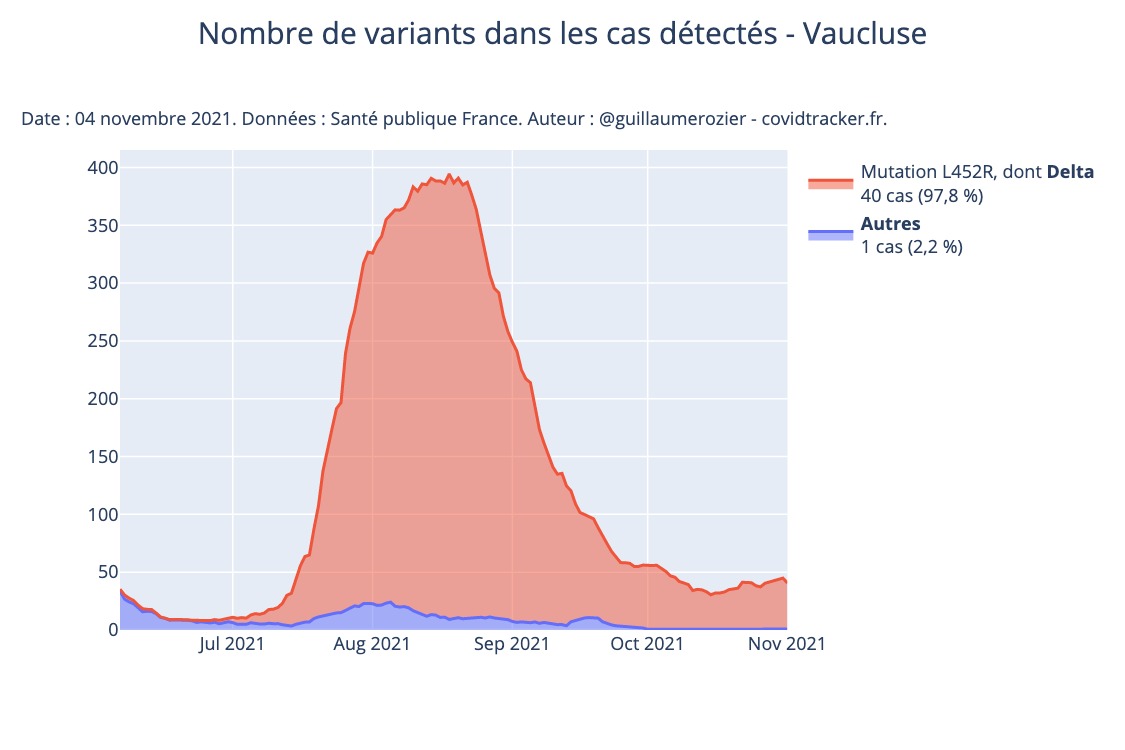 Nombre de variants dans les cas détectés - Vaucluse
Date : 04 novembre 2021. Données : Santé publique France. Auteur : @guillaumerozier - covidtracker.fr.
400
350
300
250
200
150
100
50
0
Jul 2021
Aug 2021
Sep 2021
Oct 2021
Nov 2021
Mutation L452R, dont Delta
40 cas (97,8 %)
Autres
1 cas (2,2 %)